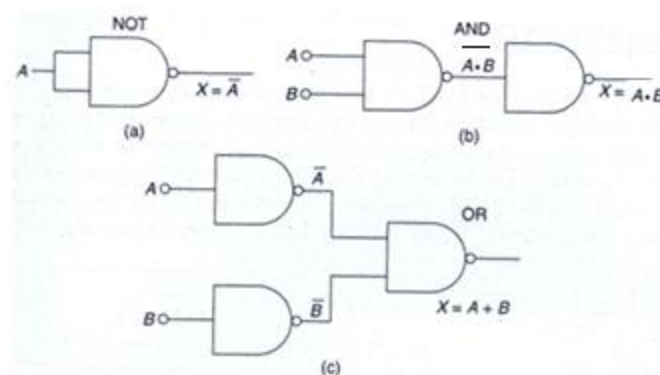 NOT
A
X = A̅
(a)
AND
A
B
A•B̅
X = A•B
(b)
A
A̅
OR
B
B̅
X = A + B
(c)